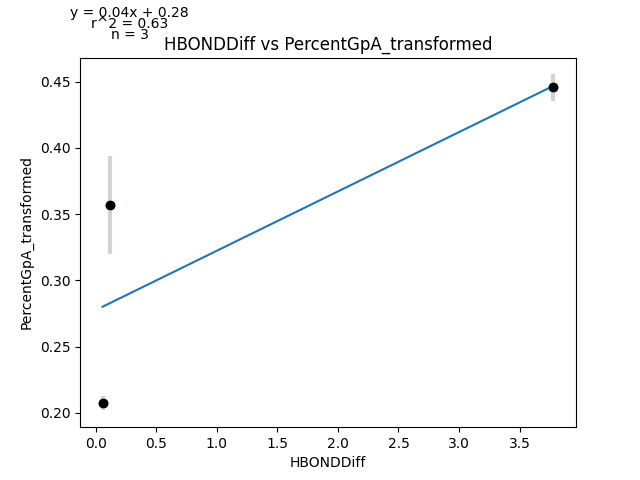 y = 0.04x + 0.28
r^2 = 0.63
n = 3
HBONDDiff vs PercentGpA_transformed
0.45
0.40
0.35
0.30
0.25
0.20
PercentGpA_transformed
0.0 0.5 1.0 1.5 2.0 2.5 3.0 3.5
HBONDDiff